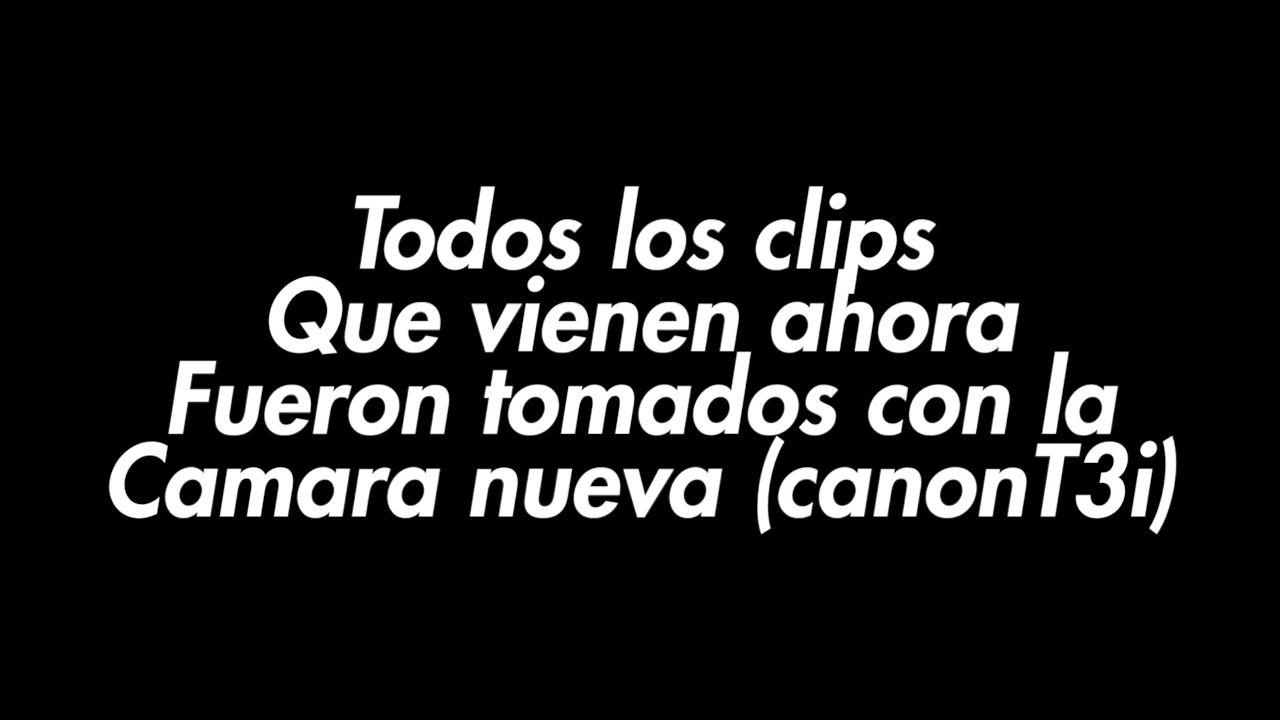 Todos los clips
Que vienen ahora
Fueron tomados con la
Camara nueva (canonT3i)